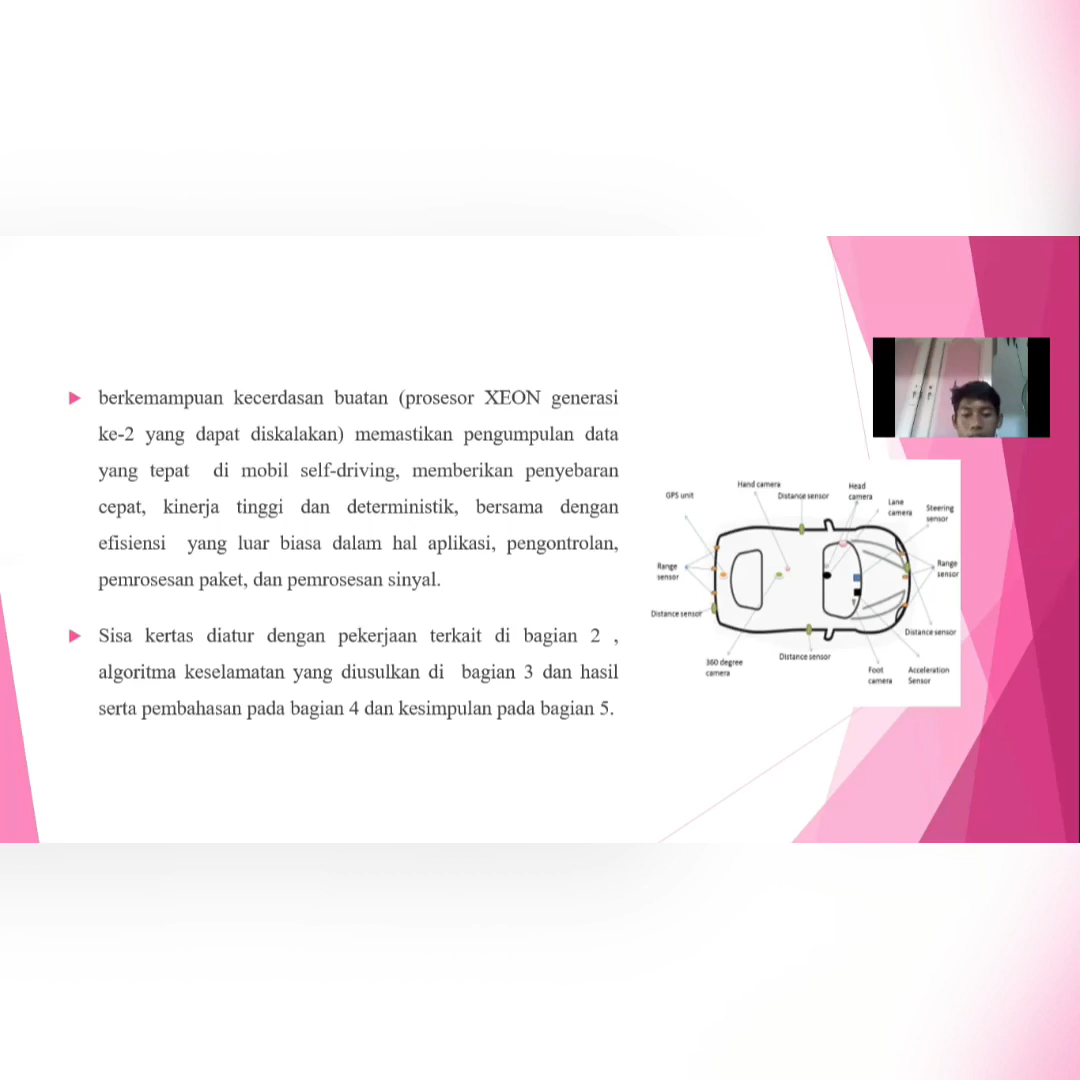 berkemampuan kecerdasan buatan (prosesor XEON generasi
ke-2 yang dapat diskalakan) memastikan pengumpulan data
yang tepat di mobil self-driving, memberikan penyebaran
cepat, kinerja tinggi dan deterministik, bersama dengan
efisiensi yang luar biasa dalam hal aplikasi, pengontrolan,
pemrosesan paket, dan pemrosesan sinyal.
Sisa kertas diatur dengan pekerjaan terkait di bagian 2 ,
algoritma keselamatan yang diusulkan di bagian 3 dan hasil
serta pembahasan pada bagian 4 dan kesimpulan pada bagian 5.
GPS unit
Hand camera
Distance sensor
Head
camera
Lane
camera
Steering
sensor
Range
sensor
Range
sensor
Distance sensor
Distance sensor
360 degree
camera
Distance sensor
Foot
camera
Acceleration
Sensor